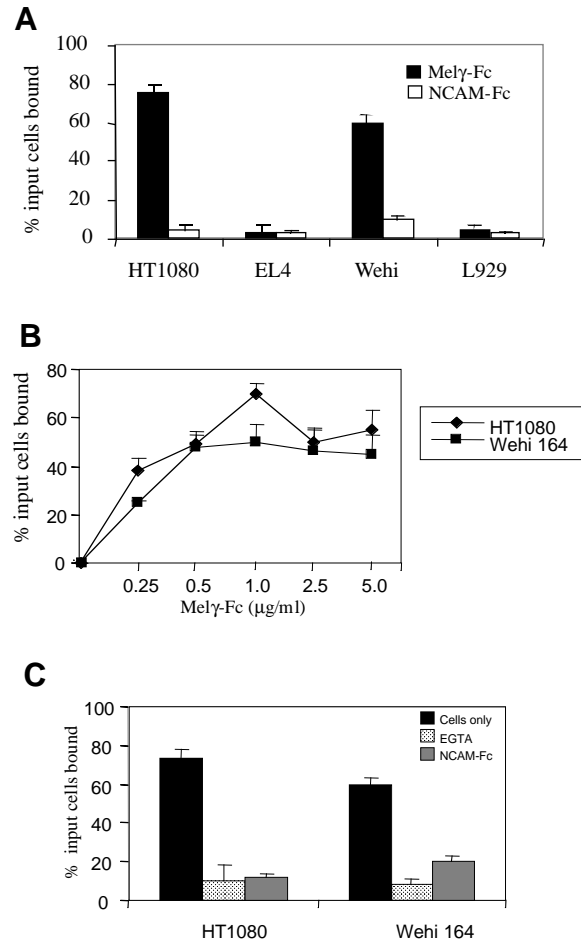 A
% input cells bound
100
80
60
40
20
0
Melγ-Fc
NCAM-Fc
HT1080 EL4 Wehi L929
B
% input cells bound
80
60
40
20
0
HT1080
Wehi 164
0.25 0.5 1.0 2.5 5.0
Melγ-Fc (µg/ml)
C
% input cells bound
100
80
60
40
20
0
Cells only
EGTA
NCAM-Fc
HT1080 Wehi 164